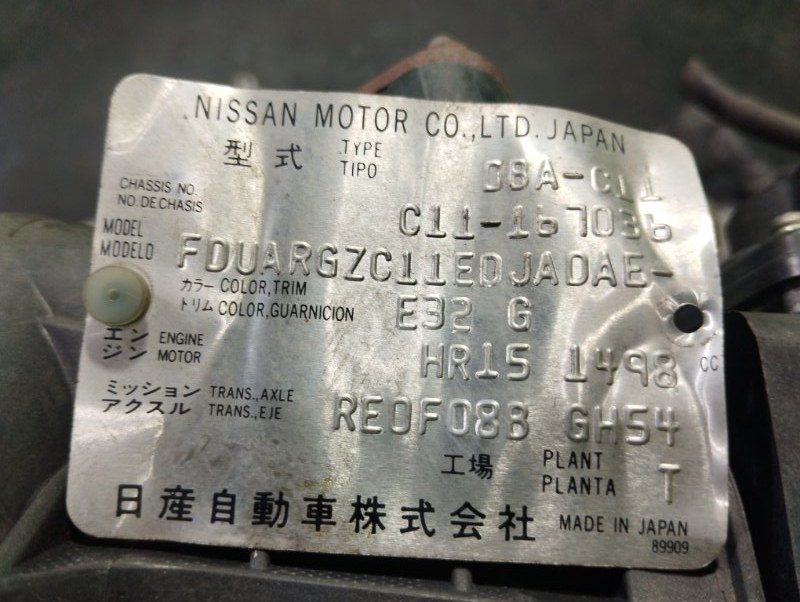 NISSAN MOTOR CO.,LTD. JAPAN
型式 TYPE TIPO DBA-C11
CHASSIS NO. NO.DE CHASIS C11-167036
MODEL MODELO FDUARGZC11EDJADAE-
カラー COLOR,TRIM
トリム COLOR,GUARNICION E32 G
エン ENGINE
ジン MOTOR HR15 1498 CC
ミッション TRANS.,AXLE
アクスル TRANS.,EJE RE0F08B GH54
工場 PLANT PLANTA T
日産自動車株式会社 MADE IN JAPAN
89909